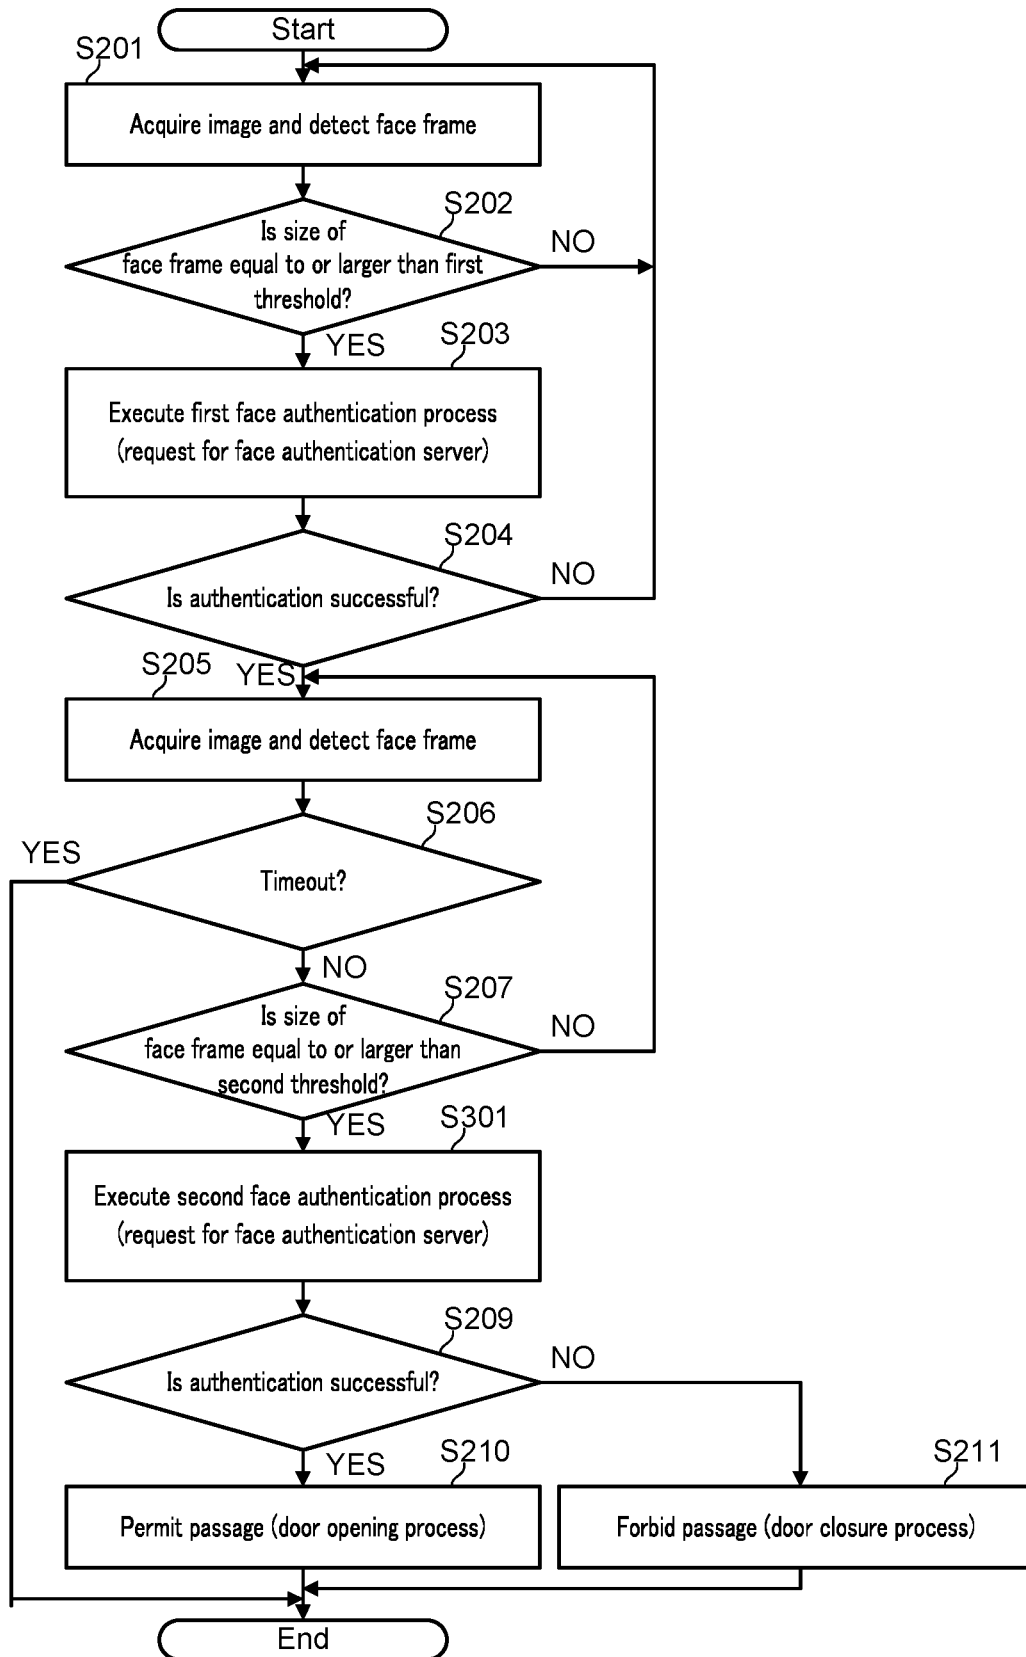 Start
S201
Acquire image and detect face frame
S202
Is size of
face frame equal to or larger than first
threshold?
NO
YES
S203
Execute first face authentication process
(request for face authentication server)
S204
Is authentication successful?
NO
YES
S205
Acquire image and detect face frame
S206
YES
Timeout?
NO
S207
Is size of
face frame equal to or larger than
second threshold?
NO
YES
S301
Execute second face authentication process
(request for face authentication server)
S209
Is authentication successful?
NO
YES
S210
S211
Permit passage (door opening process)
Forbid passage (door closure process)
End